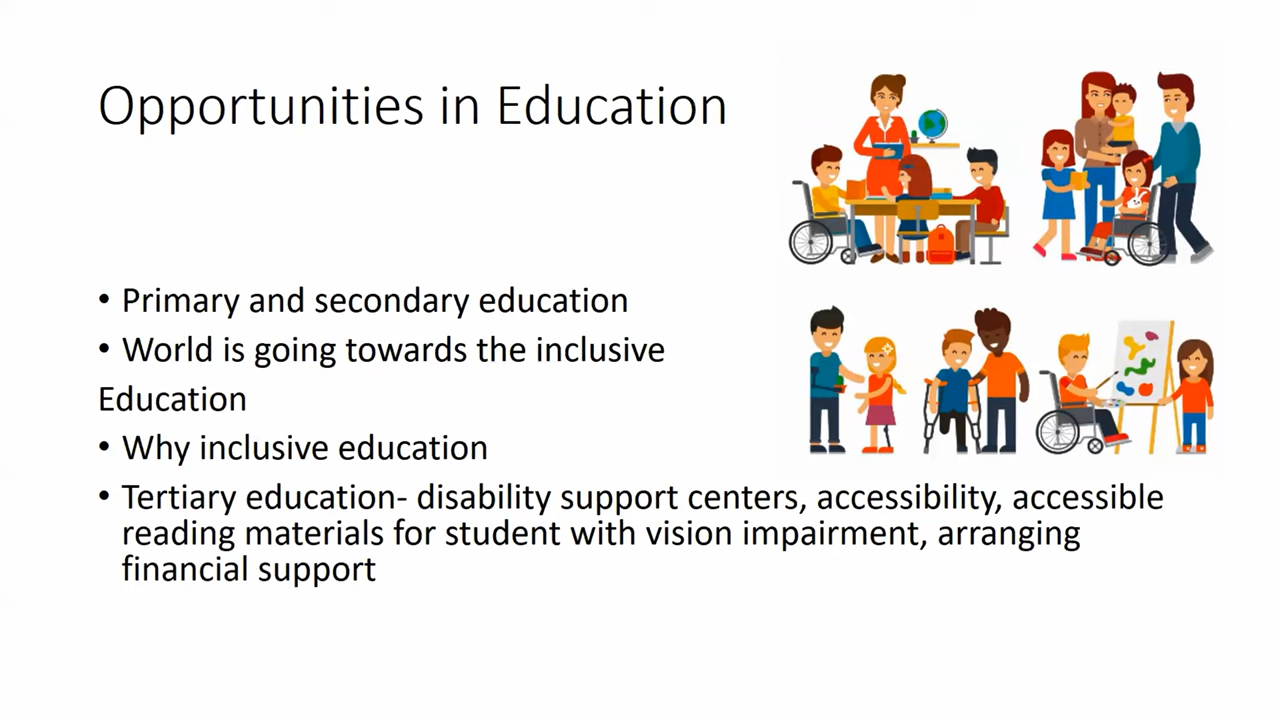 Opportunities in Education
• Primary and secondary education
• World is going towards the inclusive
Education
• Why inclusive education
• Tertiary education- disability support centers, accessibility, accessible
reading materials for student with vision impairment, arranging
financial support